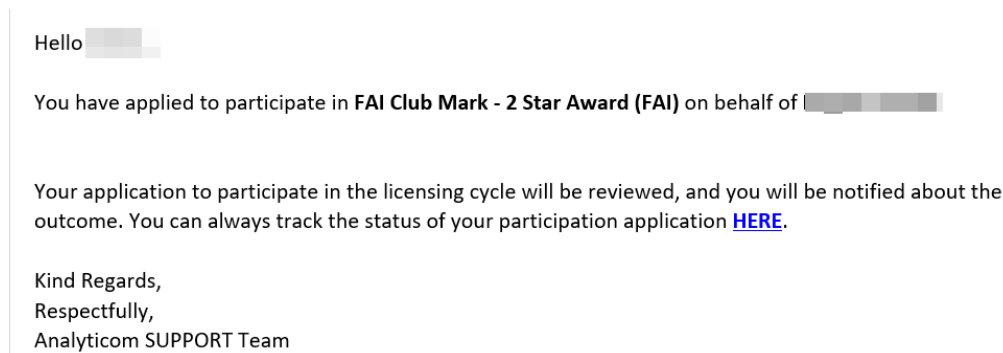 Hello
You have applied to participate in FAI Club Mark - 2 Star Award (FAI) on behalf of
Your application to participate in the licensing cycle will be reviewed, and you will be notified about the
outcome. You can always track the status of your participation application HERE.
Kind Regards,
Respectfully,
Analyticom SUPPORT Team